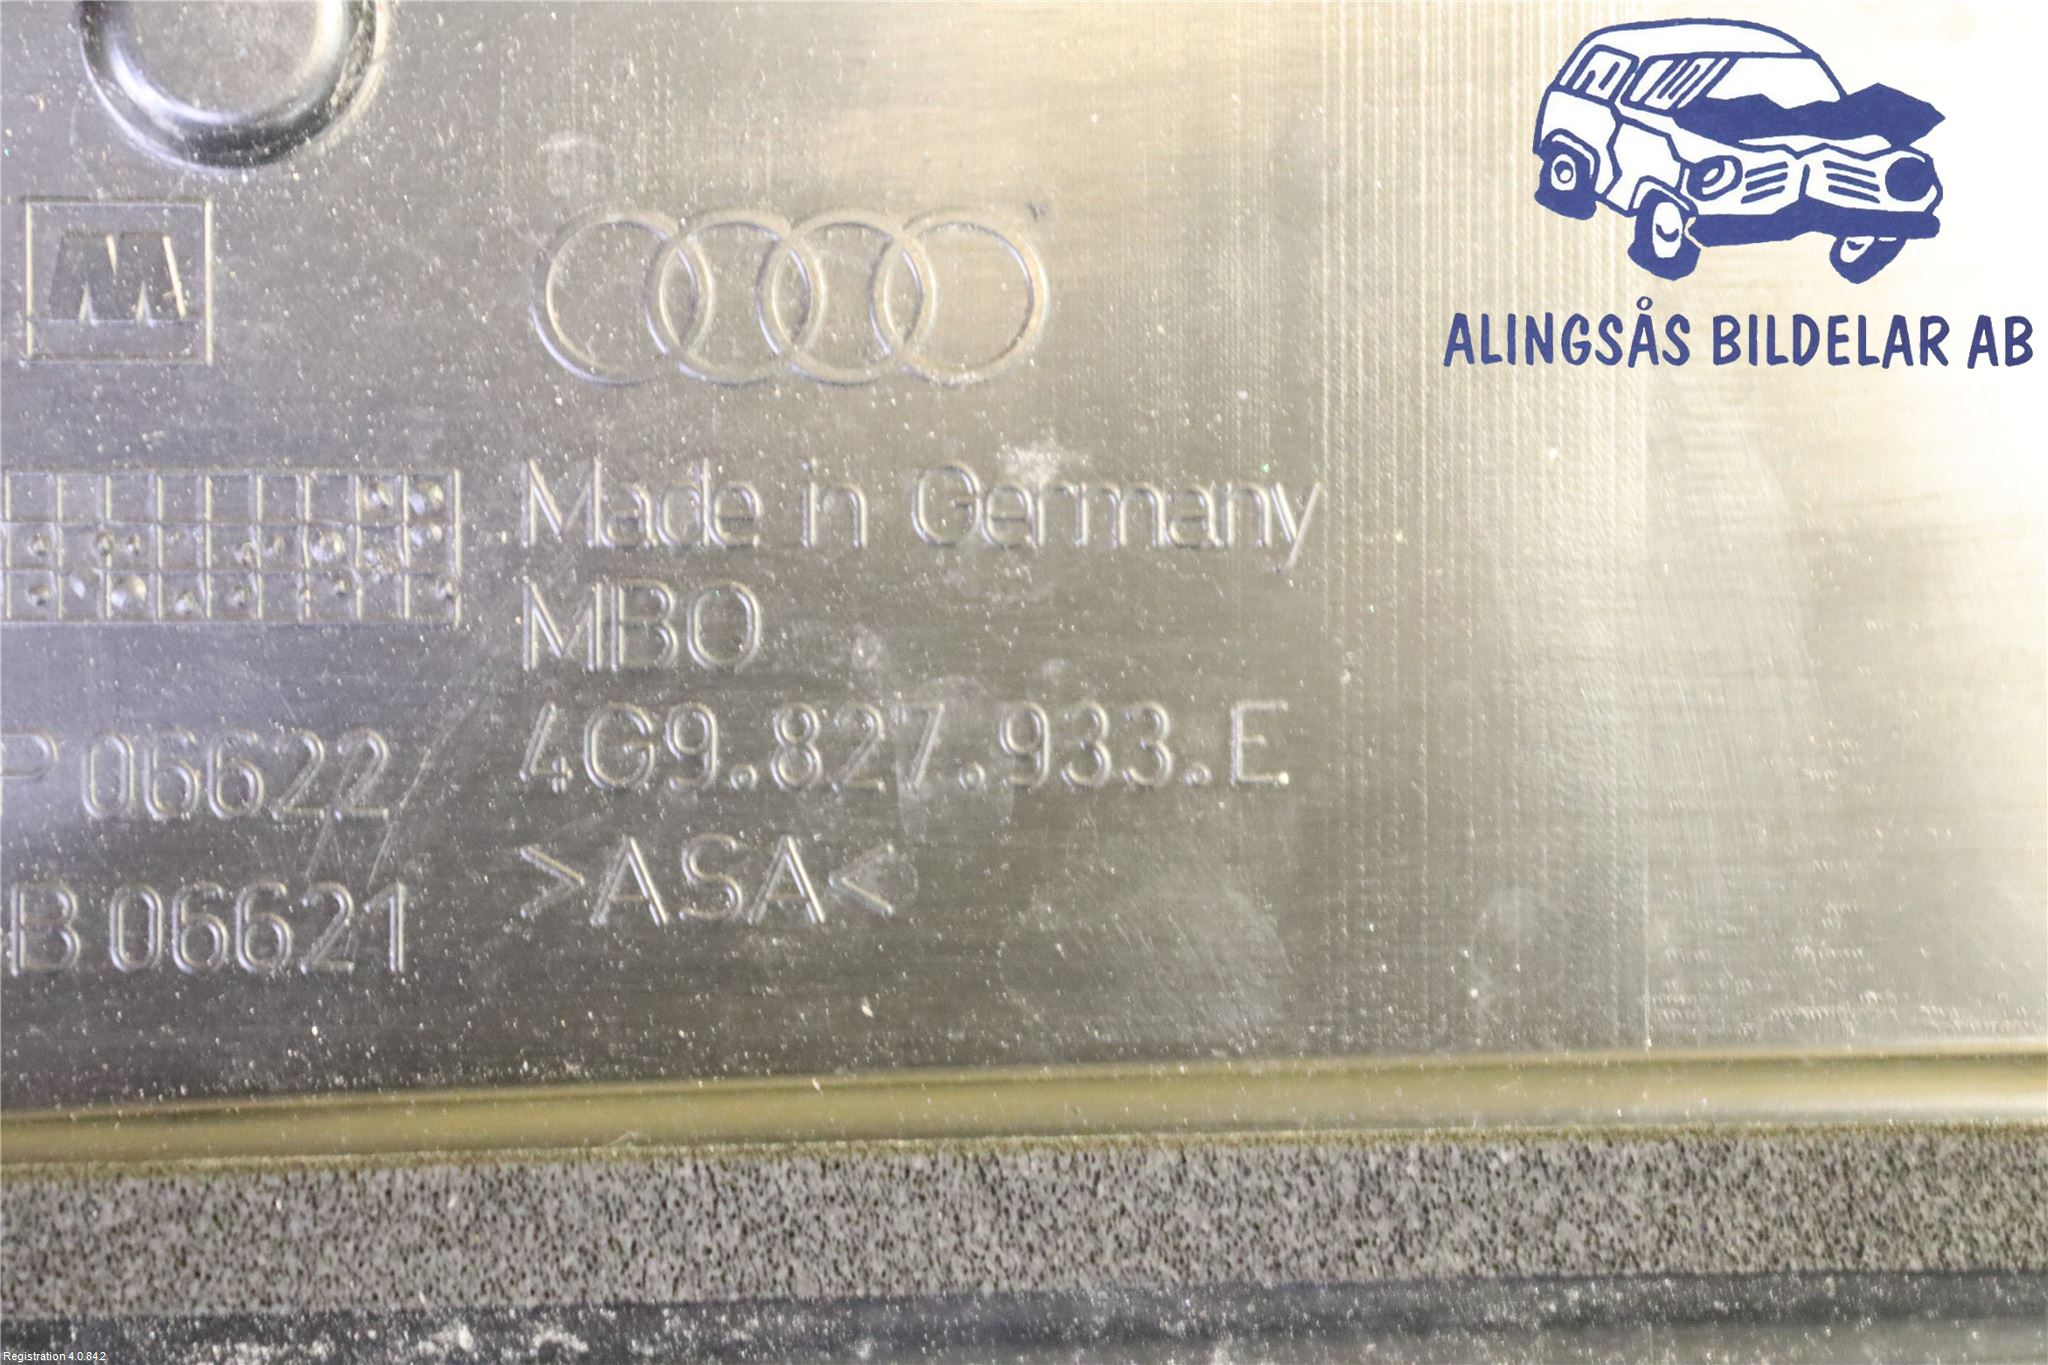 ALINGSÅS BILDELAR AB
Made in Germany
MBO
4G9.827.933.E
>ASA<
P 06622
B 06621
Registration 4.0.842